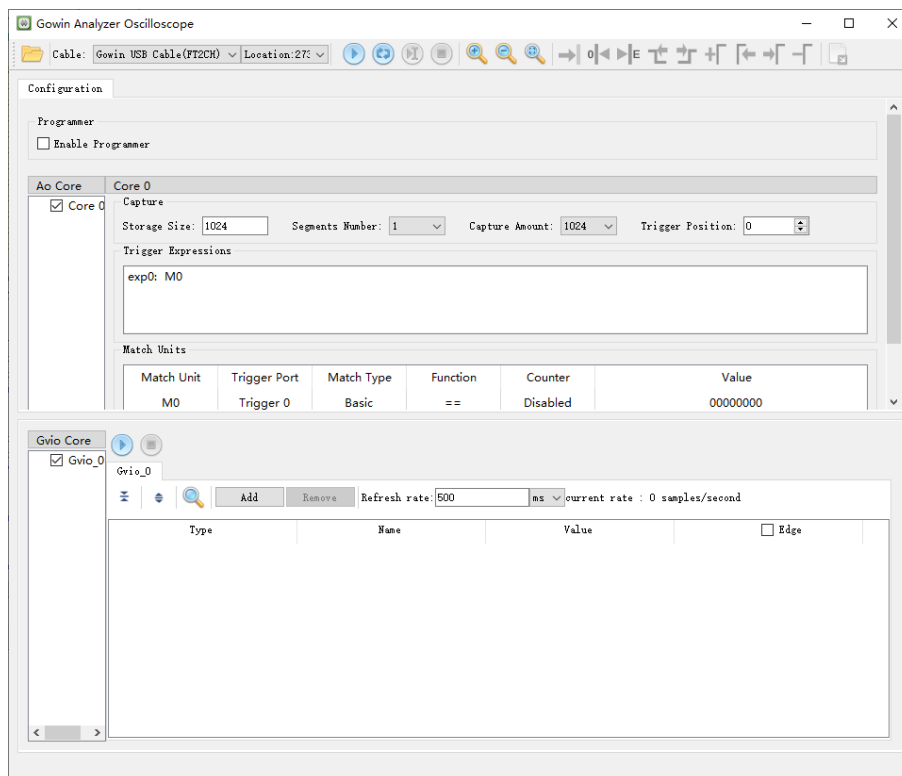 Gowin Analyzer Oscilloscope
Cable: Gowin USB Cable(FT2CH) Location:273
Configuration
Programmer
Enable Programmer
Ao Core Core 0
Core 0 Capture
Storage Size: 1024 Segments Number: 1 Capture Amount: 1024 Trigger Position: 0
Trigger Expressions
exp0: M0
Match Units
Match Unit Trigger Port Match Type Function Counter Value
M0 Trigger 0 Basic == Disabled 00000000
Gvio Core
Gvio_0
Gvio_0
Add Remove Refresh rate: 500 ms current rate : 0 samples/second
Type Name Value Edge